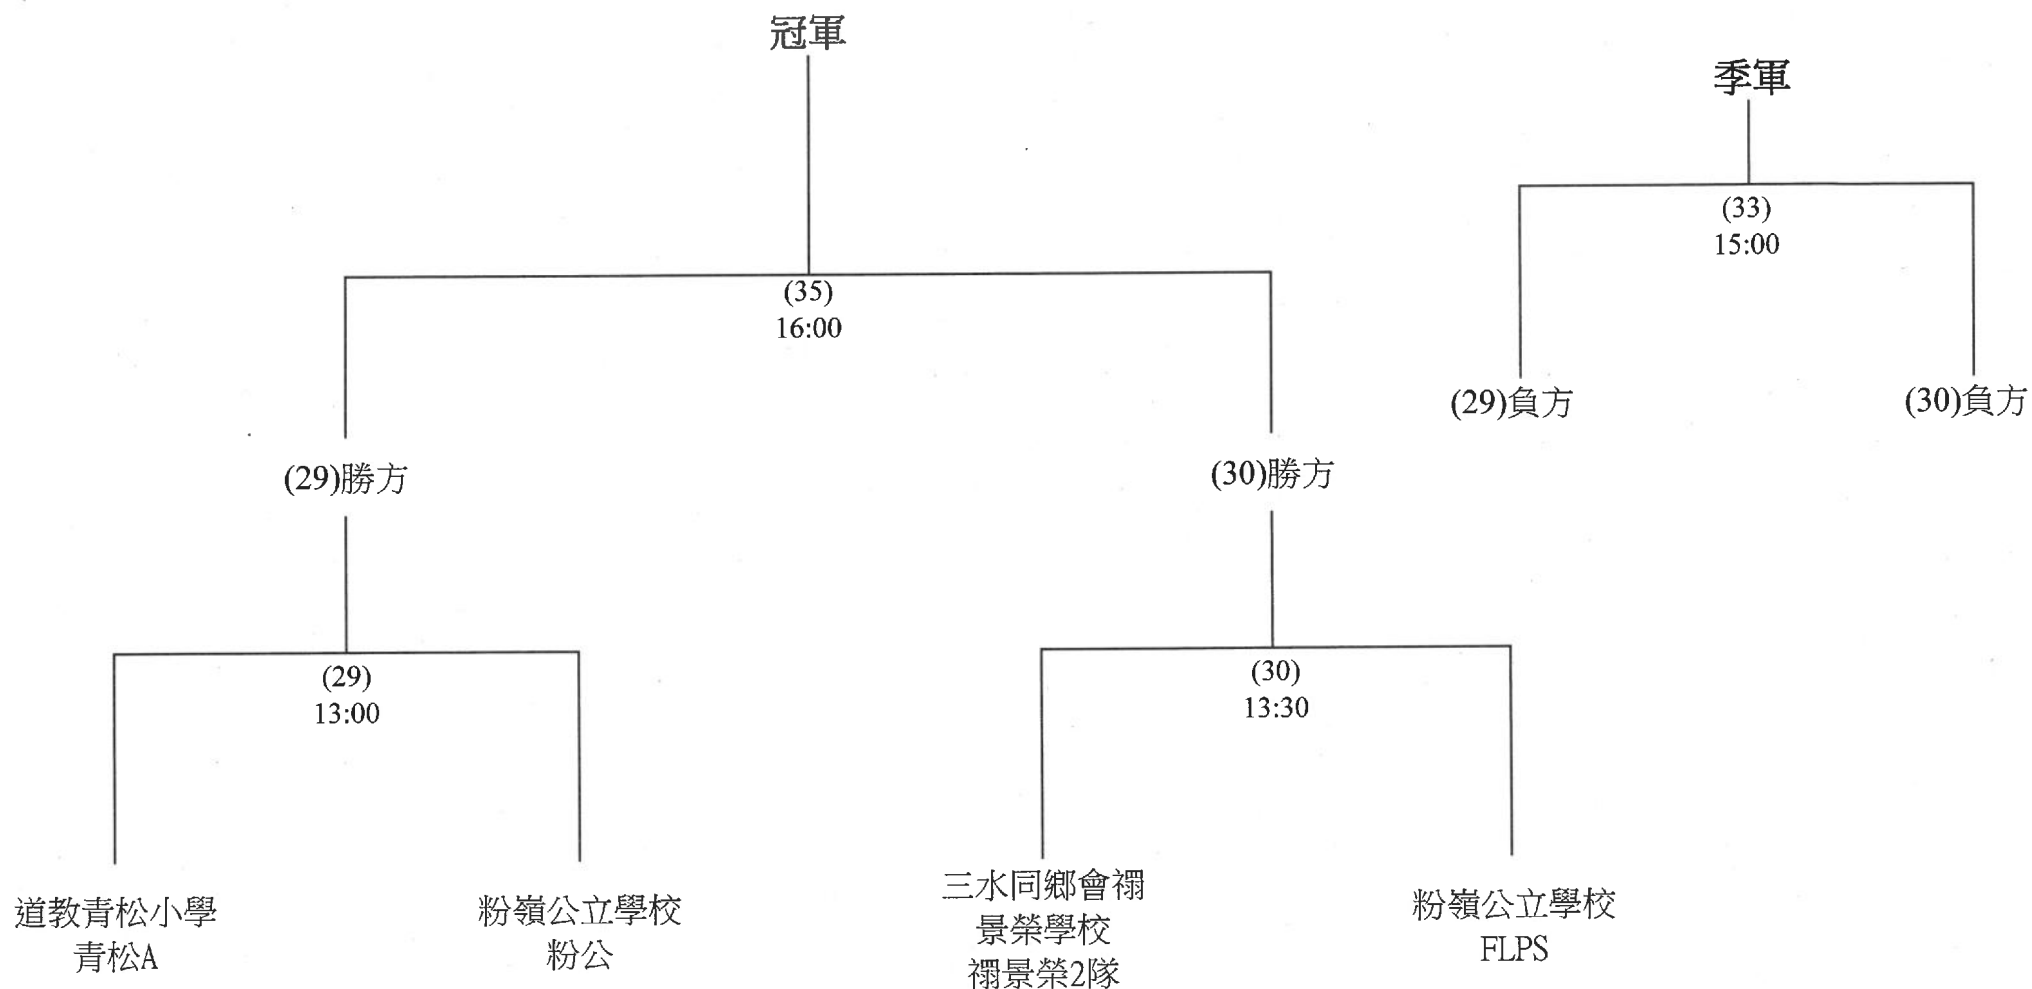 冠軍
季軍
(33)
15:00
(35)
16:00
(29)負方
(30)負方
(29)勝方
(30)勝方
(29)
13:00
(30)
13:30
道教青松小學
青松A
粉嶺公立學校
粉公
三水同鄉會禤
景榮學校
禤景榮2隊
粉嶺公立學校
FLPS